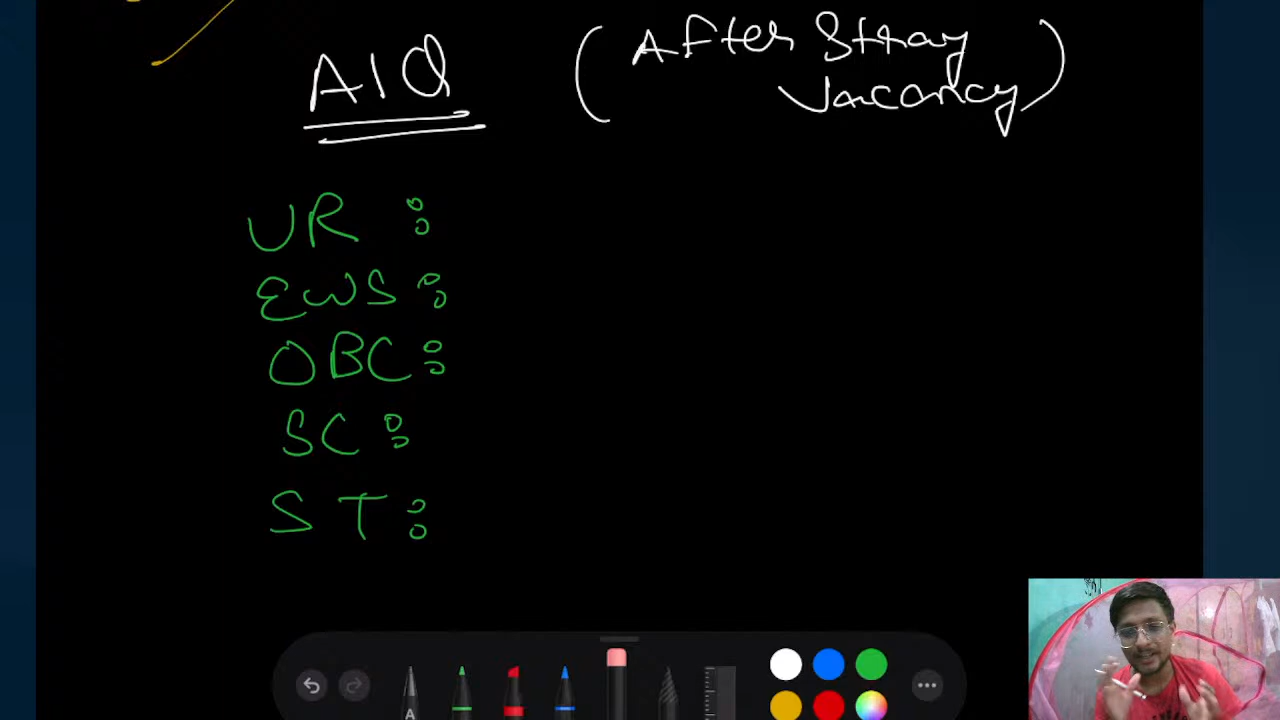 AIQ (After Stray
Vacancy)
UR :
EWS :
OBC :
SC :
ST :
A